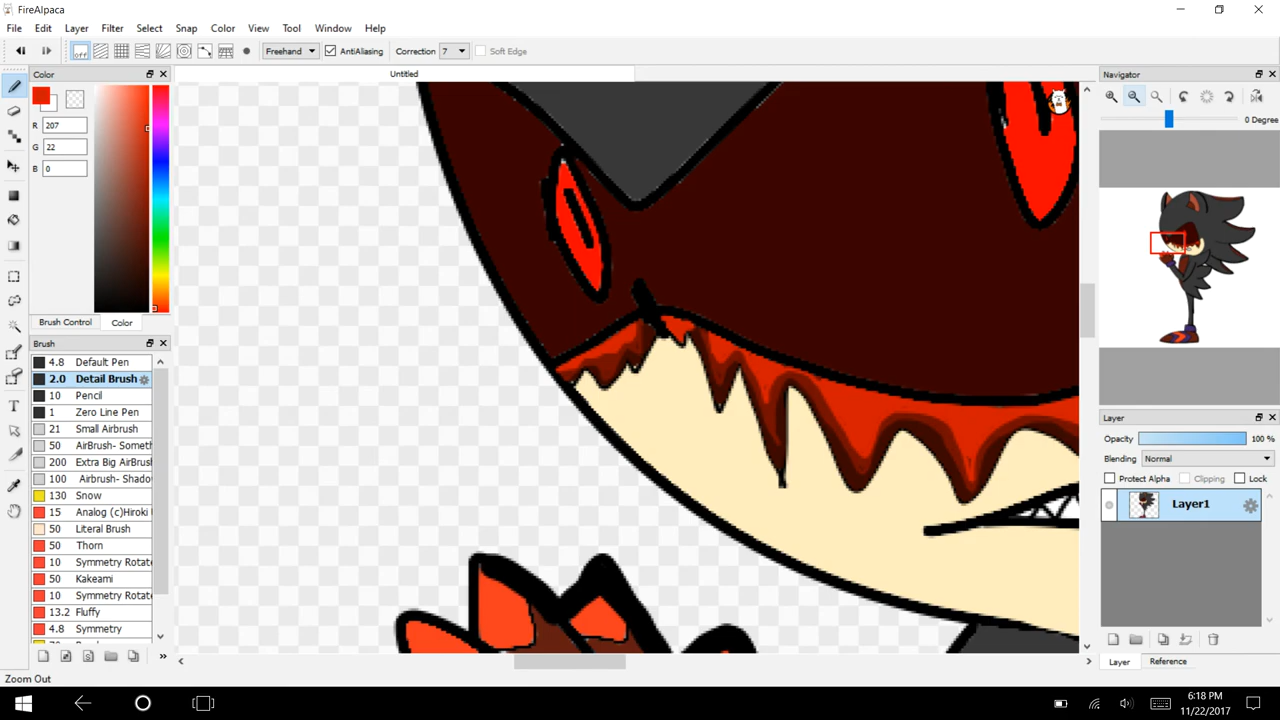 FireAlpaca
File Edit Layer Filter Select Snap Color View Tool Window Help
off Freehand AntiAliasing Correction 7 Soft Edge
Color
Untitled
Navigator
R 207
G 22
B 0
0 Degree
Brush Control Color
Brush
4.8 Default Pen
2.0 Detail Brush
10 Pencil
1 Zero Line Pen
21 Small Airbrush
50 AirBrush- Someth
200 Extra Big AirBrush
100 Airbrush- Shado
130 Snow
15 Analog (c)Hiroki
50 Literal Brush
50 Thorn
10 Symmetry Rotate
50 Kakeami
10 Symmetry Rotate
13.2 Fluffy
4.8 Symmetry
Layer
Opacity 100 %
Blending Normal
Protect Alpha Clipping Lock
Layer1
Layer Reference
Zoom Out
6:18 PM
11/22/2017